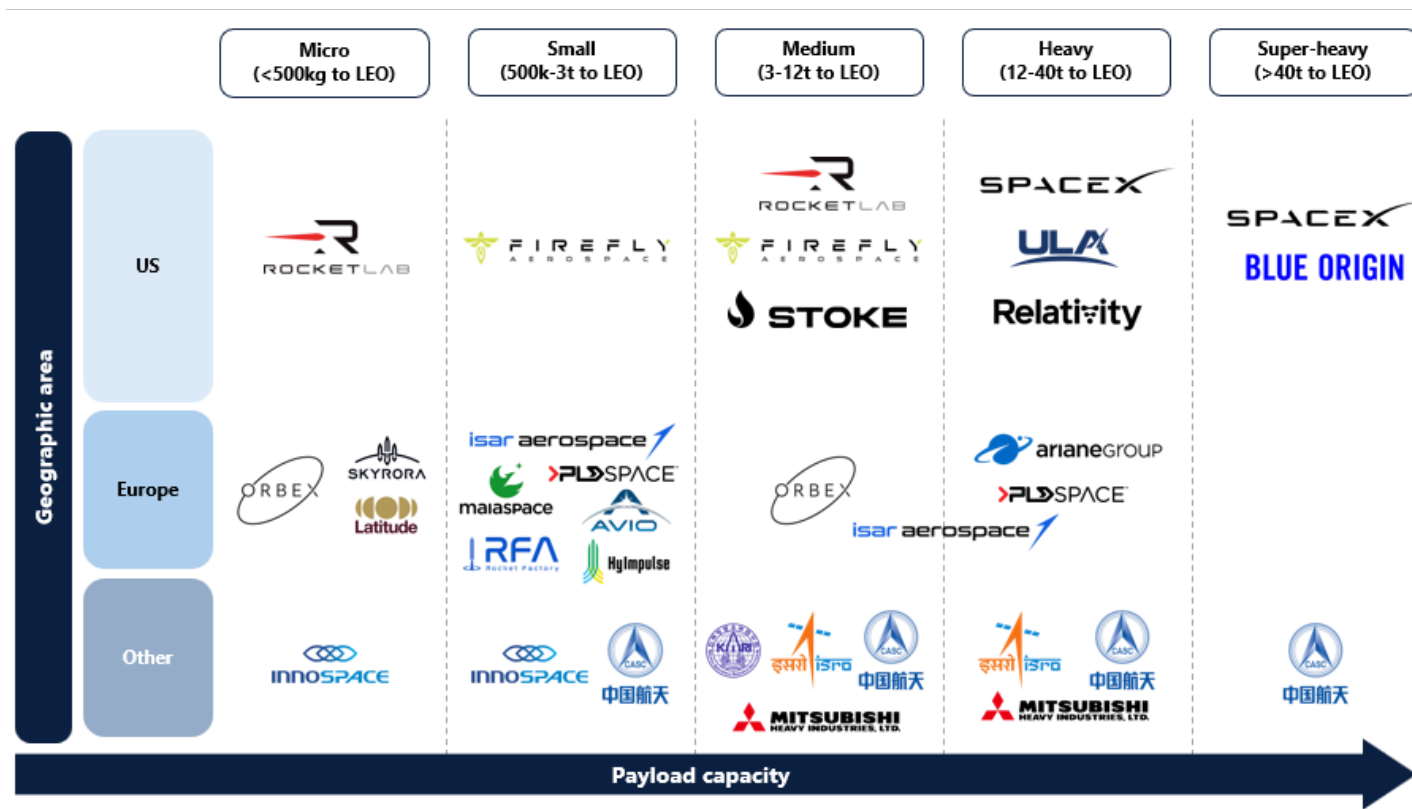 Micro
(<500kg to LEO)
Small
(500k-3t to LEO)
Medium
(3-12t to LEO)
Heavy
(12-40t to LEO)
Super-heavy
(>40t to LEO)
Geographic area
US
ROCKETLAB
FIREFLY
AEROSPACE
ROCKETLAB
FIREFLY
AEROSPACE
STOKE
SPACEX
ULA
Relativity
SPACEX
BLUE ORIGIN
Europe
ORBEX
SKYRORA
Latitude
isar aerospace
maiaspace
PLDSPACE
AVIO
RFA
Rocket Factory
HyImpulse
ORBEX
isar aerospace
arianeGROUP
PLDSPACE
Other
INNOSPACE
INNOSPACE
CASC
中国航天
KARI
इसरो isro
CASC
中国航天
MITSUBISHI
HEAVY INDUSTRIES, LTD.
इसरो isro
CASC
中国航天
MITSUBISHI
HEAVY INDUSTRIES, LTD.
CASC
中国航天
Payload capacity